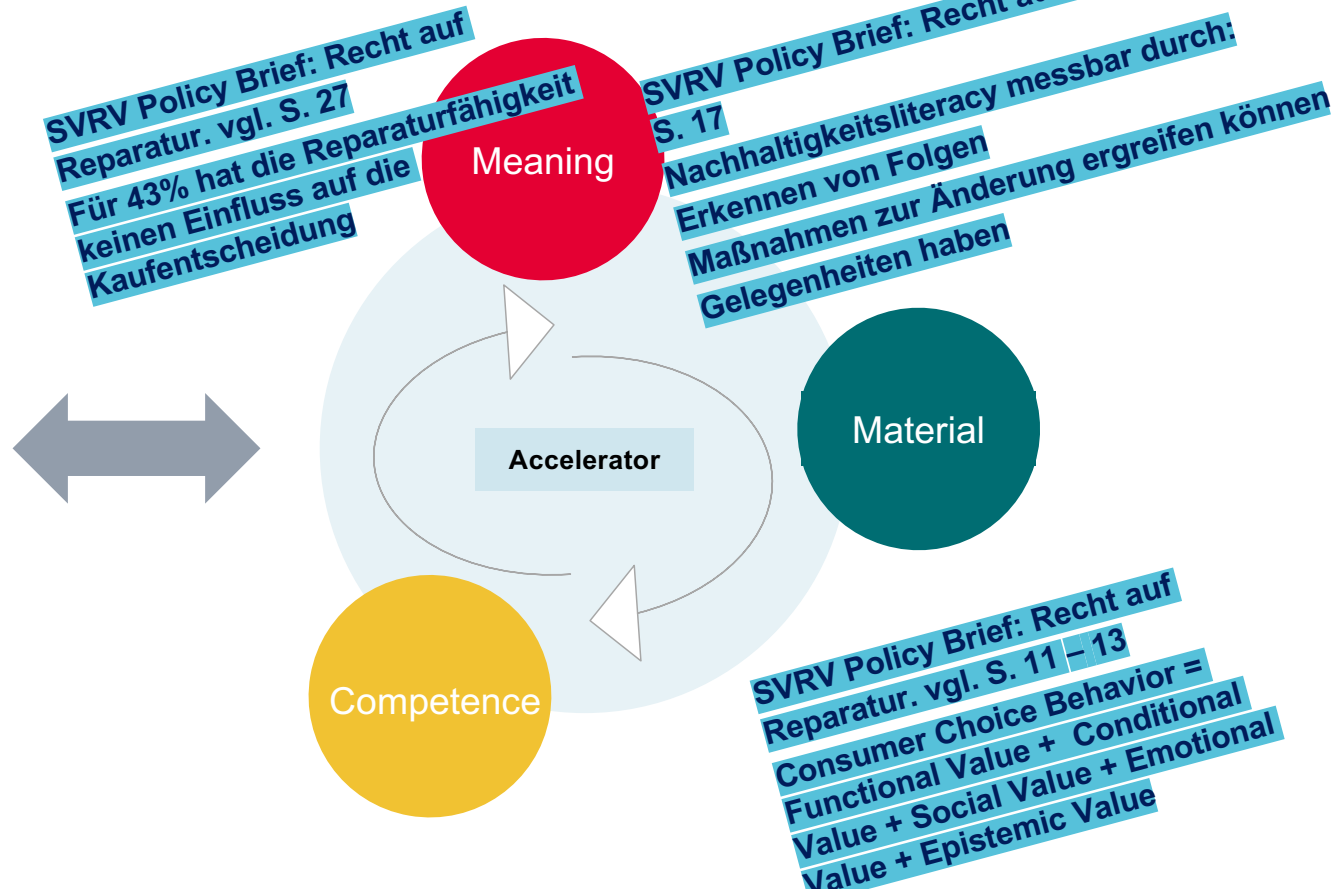 SVRV Policy Brief: Recht auf
Reparatur. vgl. S. 27
Für 43% hat die Reparaturfähigkeit
keinen Einfluss auf die
Kaufentscheidung
Meaning
SVRV Policy Brief: Recht
S. 17
Nachhaltigkeitsliteracy messbar durch:
Erkennen von Folgen
Maßnahmen zur Änderung ergreifen können
Gelegenheiten haben
Material
Accelerator
Competence
SVRV Policy Brief: Recht auf
Reparatur. vgl. S. 11 – 13
Consumer Choice Behavior =
Functional Value + Conditional
Value + Social Value + Emotional
Value + Epistemic Value